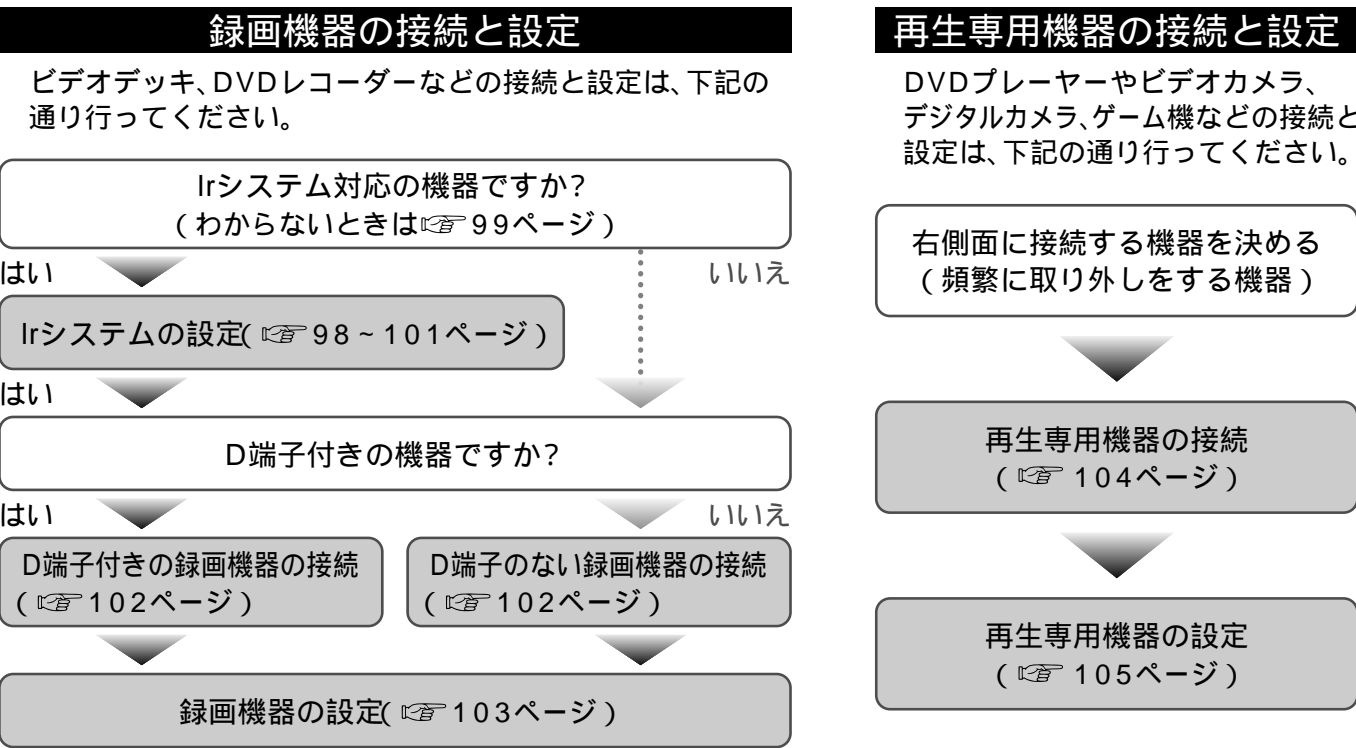 録画機器の接続と設定
ビデオデッキ、DVDレコーダーなどの接続と設定は、下記の
通り行ってください。
Irシステム対応の機器ですか?
(わからないときは☞99ページ)
はい
いいえ
Irシステムの設定(☞98~101ページ)
はい
D端子付きの機器ですか?
はい
いいえ
D端子付きの録画機器の接続
(☞102ページ)
D端子のない録画機器の接続
(☞102ページ)
録画機器の設定(☞103ページ)
再生専用機器の接続と設定
DVDプレーヤーやビデオカメラ、
デジタルカメラ、ゲーム機などの接続と
設定は、下記の通り行ってください。
右側面に接続する機器を決める
(頻繁に取り外しをする機器)
再生専用機器の接続
(☞104ページ)
再生専用機器の設定
(☞105ページ)